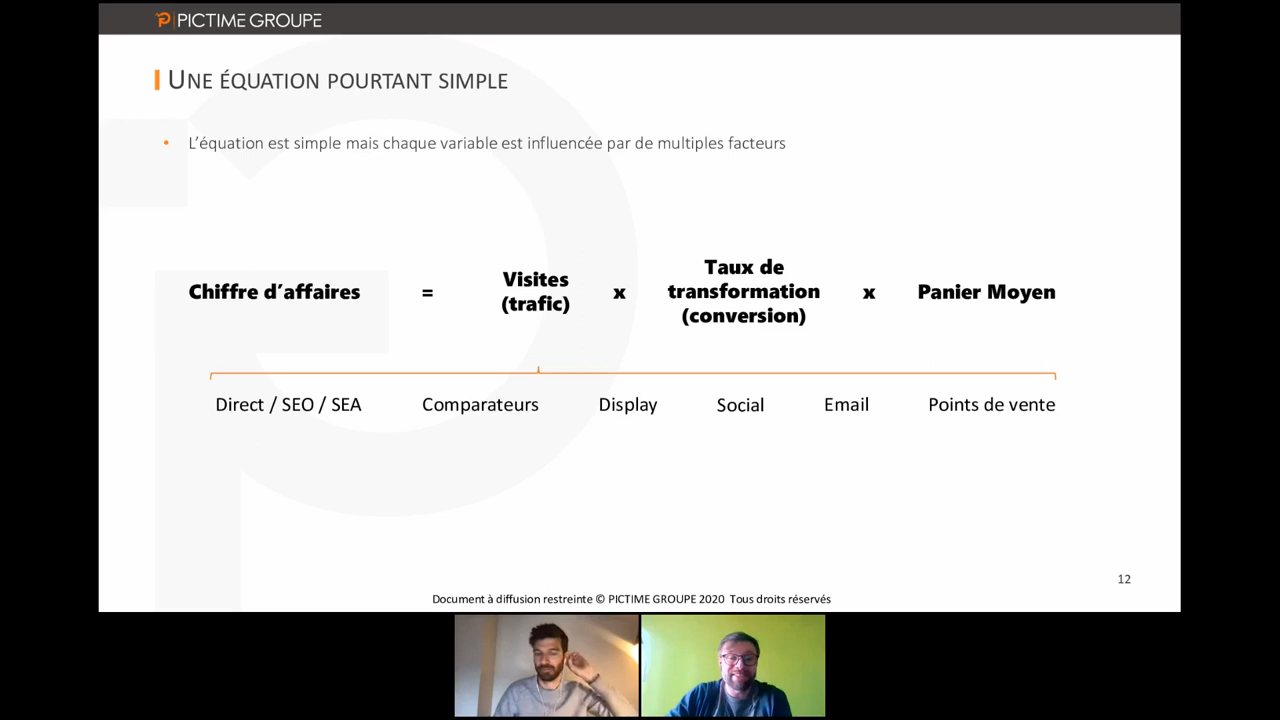 PICTIME GROUPE
UNE ÉQUATION POURTANT SIMPLE
• L’équation est simple mais chaque variable est influencée par de multiples facteurs
Chiffre d’affaires = Visites (trafic) x Taux de transformation (conversion) x Panier Moyen
Direct / SEO / SEA Comparateurs Display Social Email Points de vente
12
Document à diffusion restreinte © PICTIME GROUPE 2020 Tous droits réservés